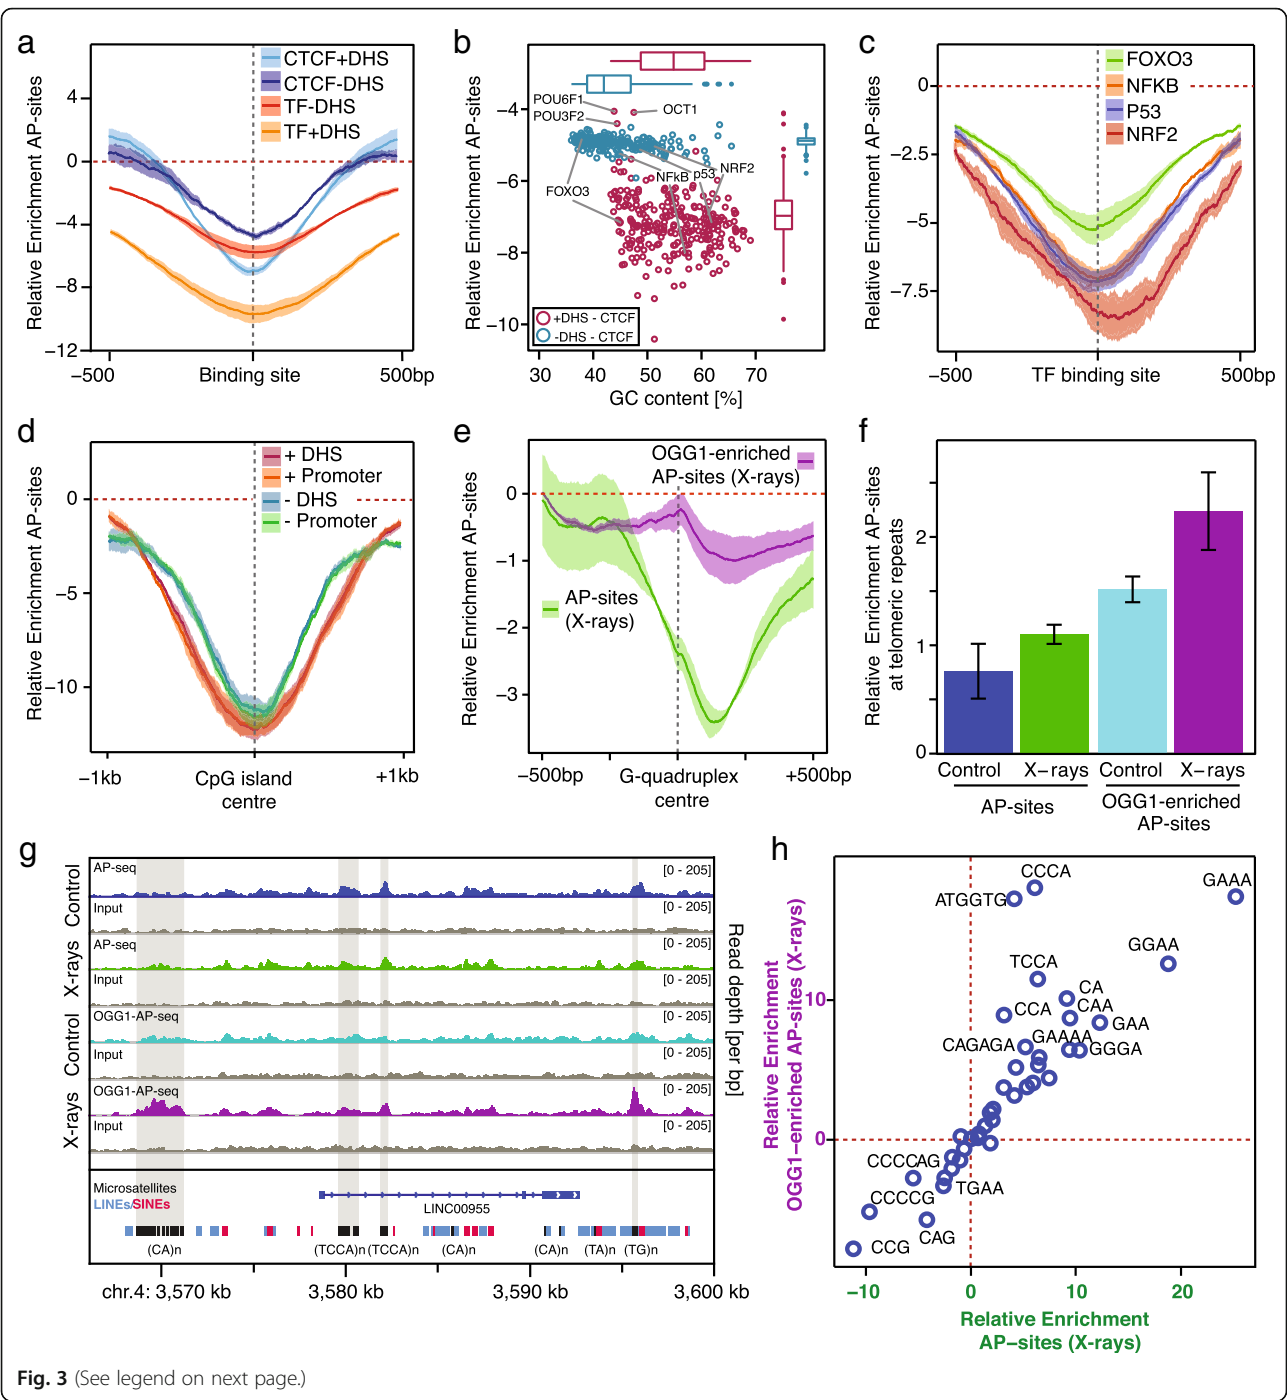 a
Relative Enrichment AP-sites
CTCF+DHS
CTCF-DHS
TF-DHS
TF+DHS
4
0
−4
−8
−12
−500
Binding site
500bp
b
Relative Enrichment AP-sites
POU6F1
POU3F2
OCT1
FOXO3
NFkB
p53
NRF2
+DHS - CTCF
-DHS - CTCF
−4
−6
−8
−10
30 40 50 60 70
GC content [%]
c
Relative Enrichment AP-sites
FOXO3
NFKB
P53
NRF2
0
−2.5
−5
−7.5
−500
TF binding site
500bp
d
Relative Enrichment AP-sites
+ DHS
+ Promoter
- DHS
- Promoter
0
−5
−10
−1kb
CpG island
centre
+1kb
e
Relative Enrichment AP-sites
OGG1-enriched
AP-sites (X-rays)
AP-sites
(X-rays)
0
−1
−2
−3
−500bp
G-quadruplex
centre
+500bp
f
Relative Enrichment AP-sites
at telomeric repeats
2
1
0
Control X−rays Control X−rays
AP-sites
OGG1-enriched
AP-sites
g
Control
X-rays
Control
X-rays
AP-seq [0 - 205]
Input [0 - 205]
AP-seq [0 - 205]
Input [0 - 205]
OGG1-AP-seq [0 - 205]
Input [0 - 205]
OGG1-AP-seq [0 - 205]
Input [0 - 205]
Read depth [per bp]
Microsatellites
LINEs/SINEs
LINC00955
(CA)n (TCCA)n (TCCA)n (CA)n (CA)n (TA)n (TG)n
chr.4: 3,570 kb 3,580 kb 3,590 kb 3,600 kb
h
Relative Enrichment
OGG1−enriched AP-sites (X-rays)
CCCA
ATGGTG
GAAA
GGAA
TCCA
CA
CAA
CCA
GAA
CAGAGA
GAAAA
GGGA
CCCCAG
TGAA
CCCCG
CAG
CCG
10
0
−10 0 10 20
Relative Enrichment
AP−sites (X-rays)
Fig. 3 (See legend on next page.)